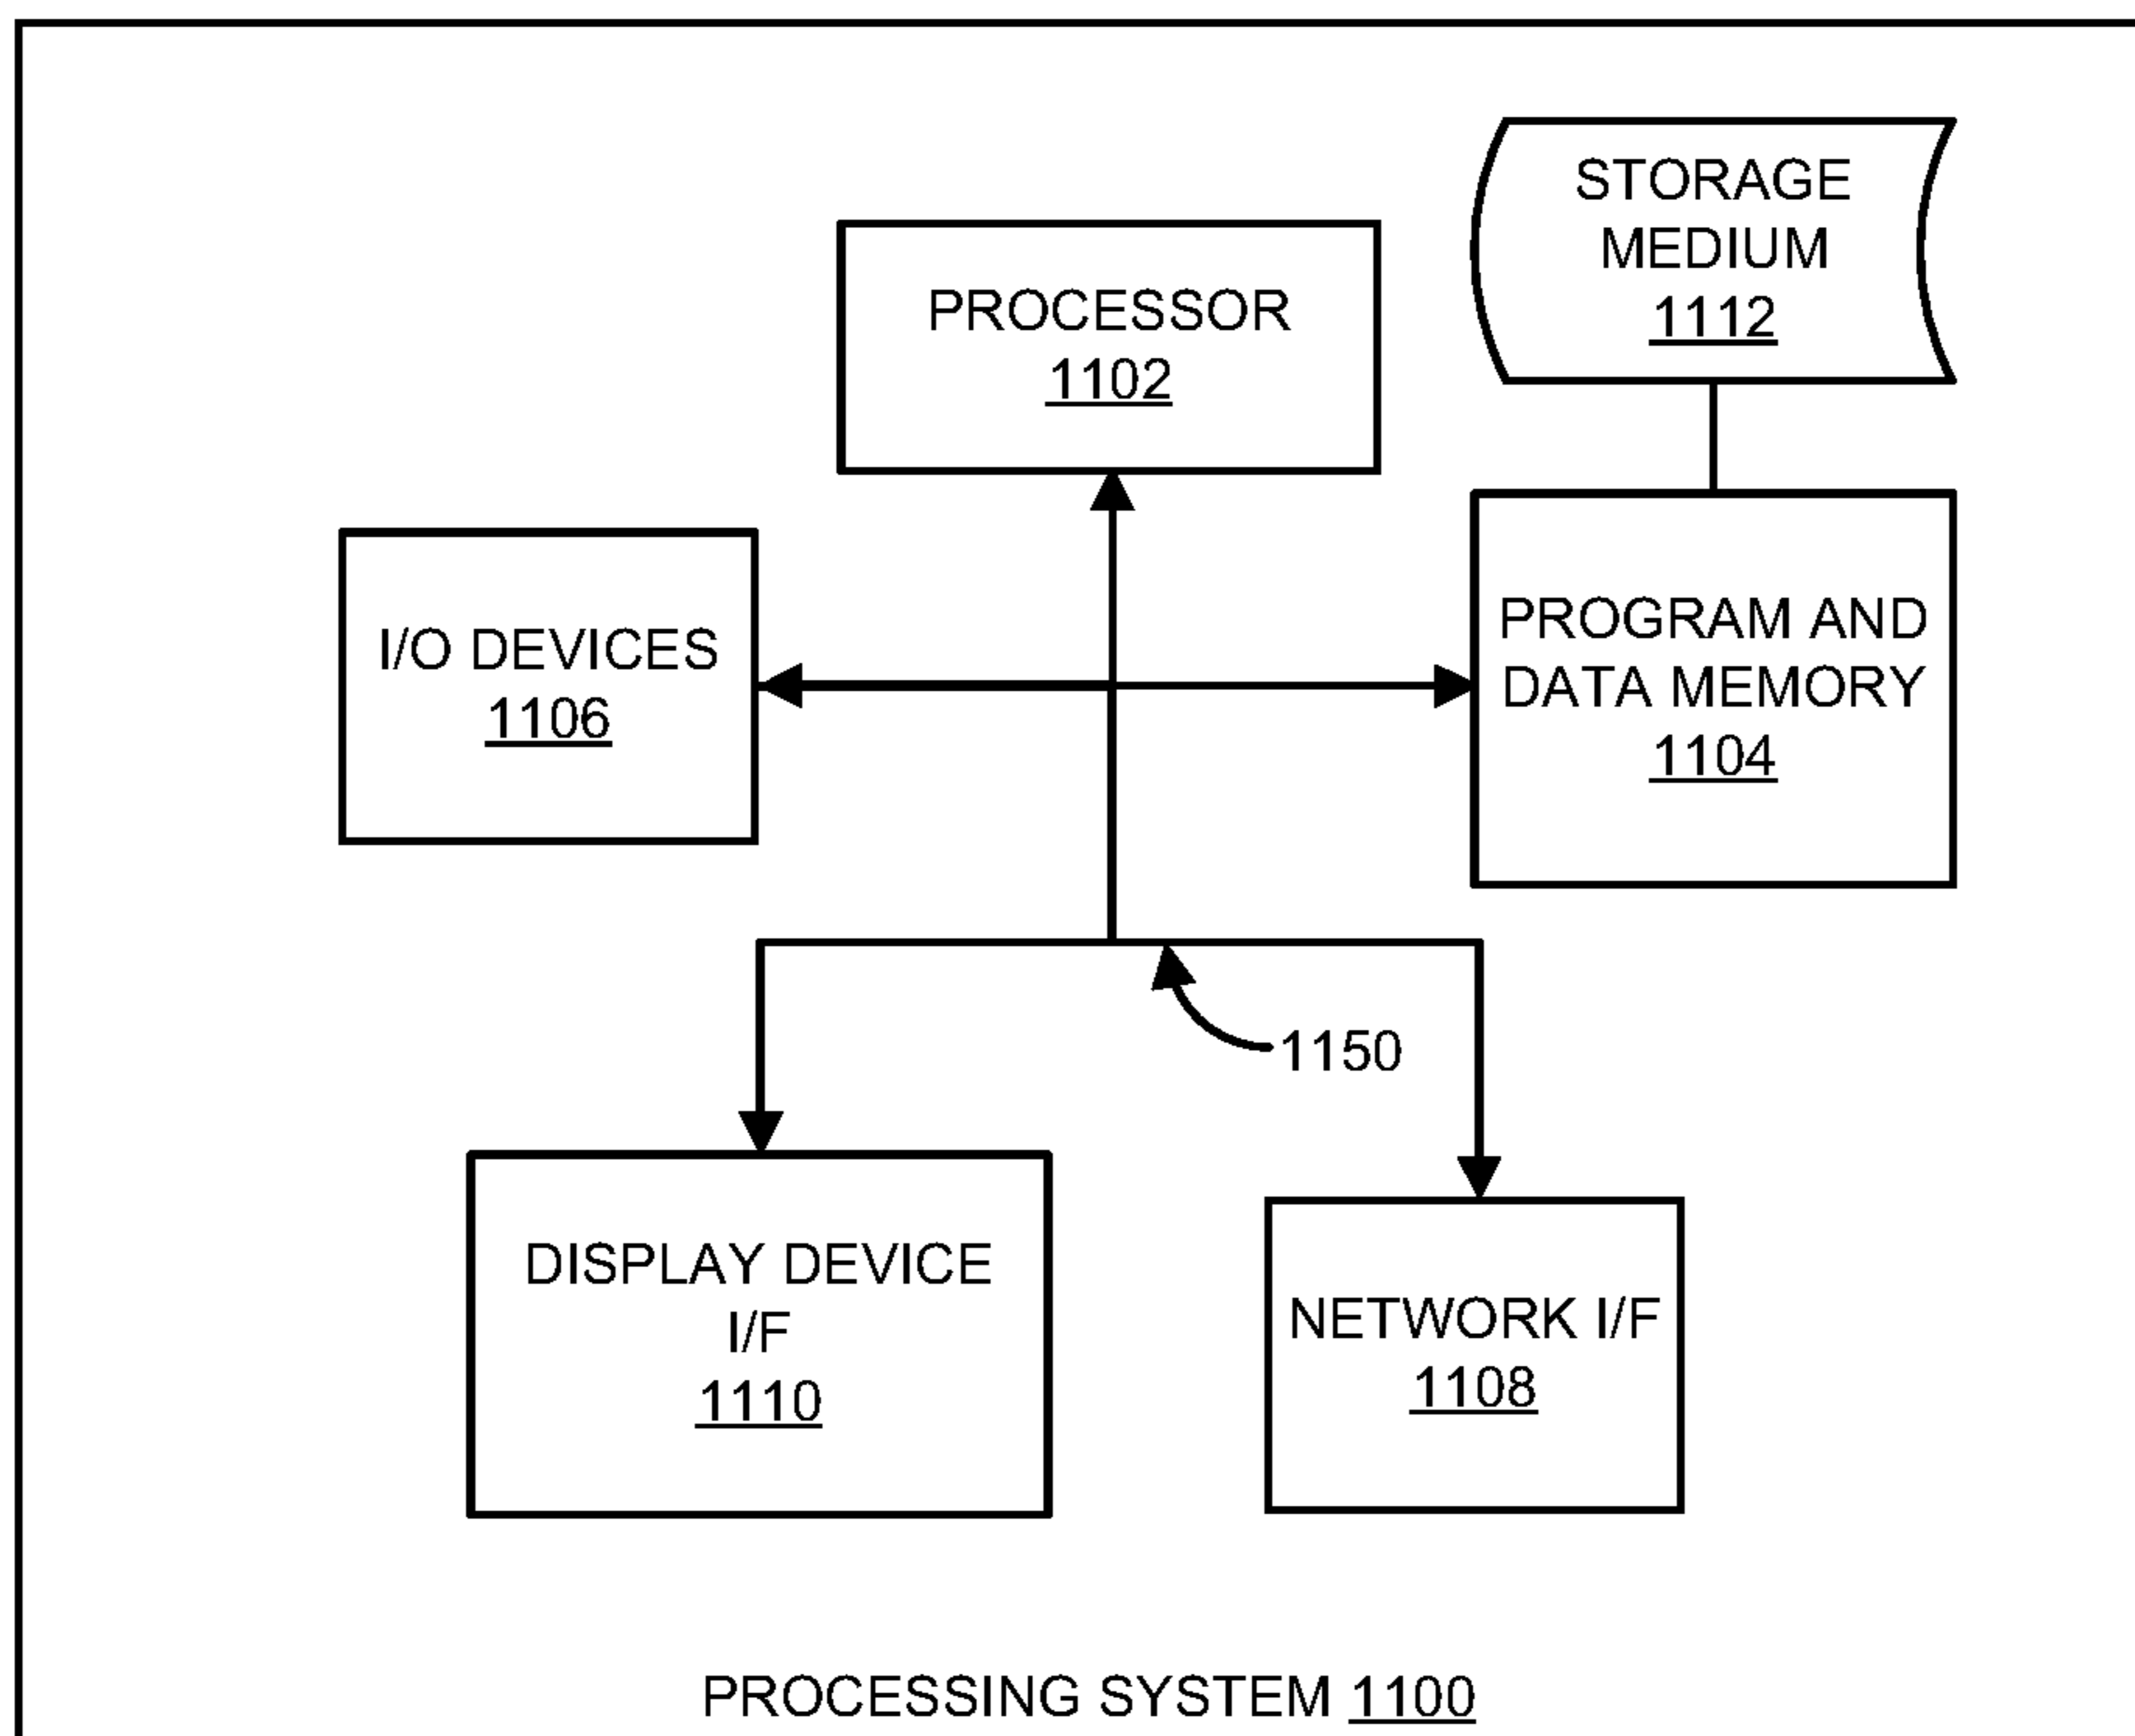 STORAGE
MEDIUM
1112
PROCESSOR
1102
I/O DEVICES
1106
PROGRAM AND
DATA MEMORY
1104
1150
DISPLAY DEVICE
I/F
1110
NETWORK I/F
1108
PROCESSING SYSTEM 1100